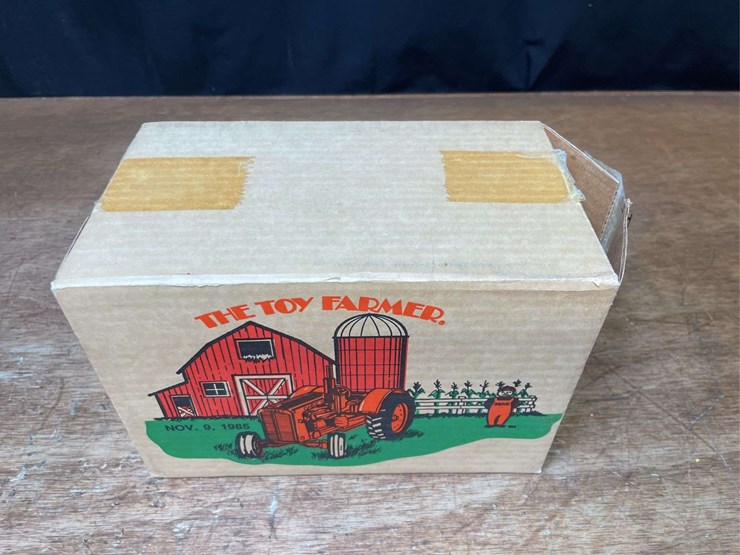 THE TOY FARMER.
NOV. 9, 1985